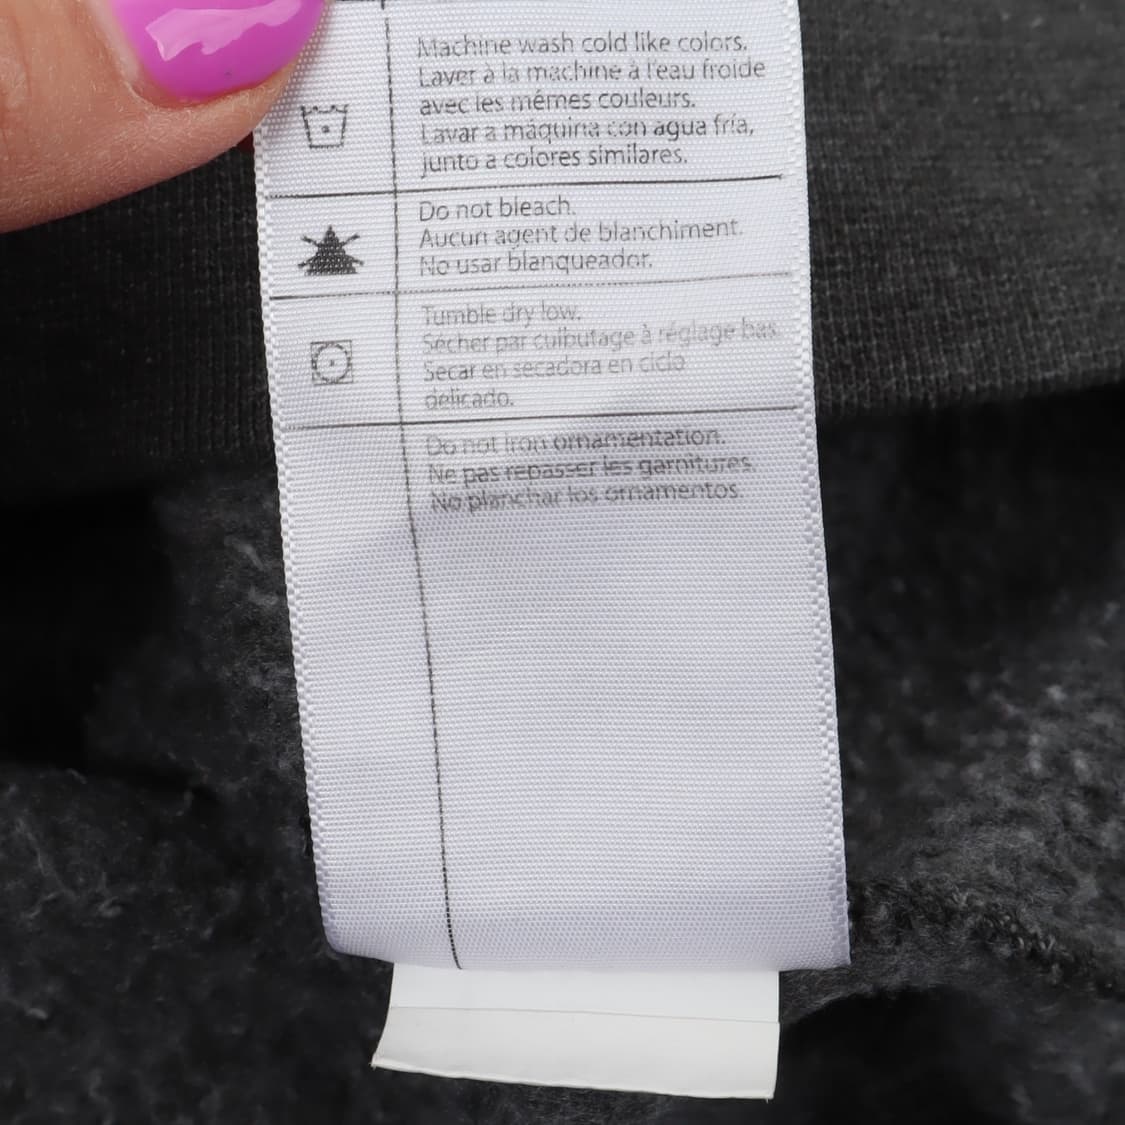 Machine wash cold like colors.
Laver à la machine à l'eau froide
avec les mêmes couleurs.
Lavar a máquina con agua fría,
junto a colores similares.
Do not bleach.
Aucun agent de blanchiment.
No usar blanqueador.
Tumble dry low.
Sécher par culbutage à réglage bas.
Secar en secadora en ciclo
delicado.
Do not iron ornamentation.
Ne pas repasser les garnitures.
No planchar los ornamentos.